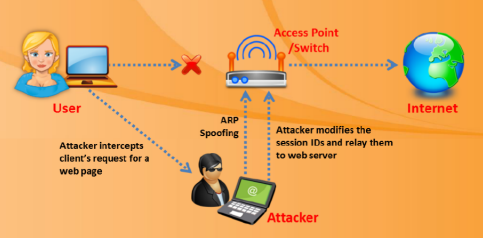 Access Point
/Switch
User
Internet
ARP
Spoofing
Attacker modifies the
session IDs and relay them
to web server
Attacker intercepts
client's request for a
web page
@
Attacker